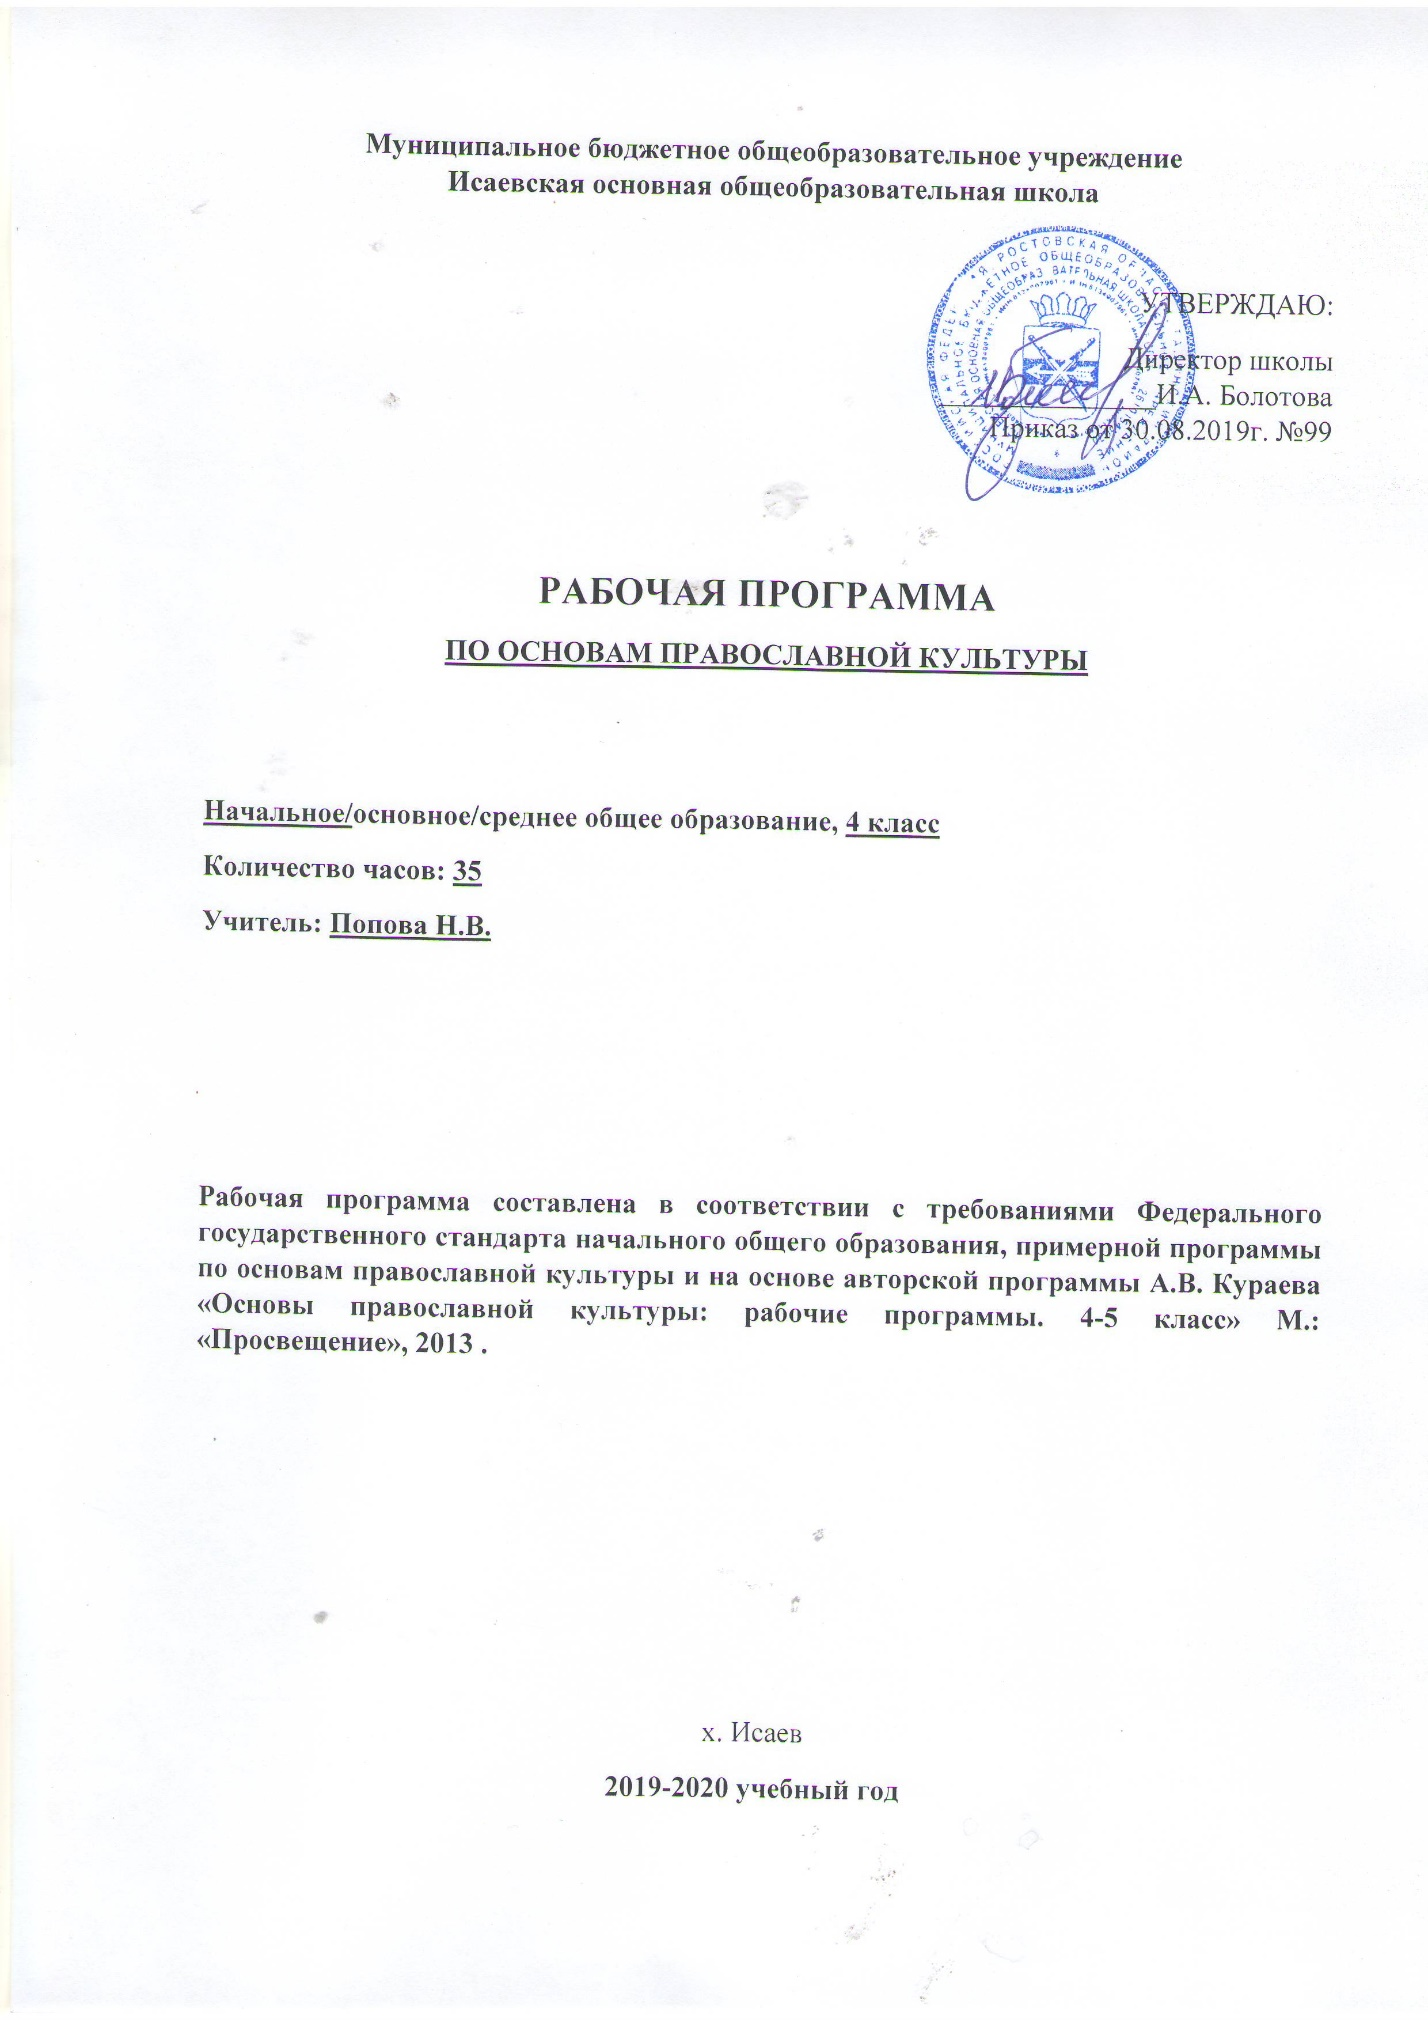 Муниципальное бюджетное общеобразовательное учреждение
Исаевская основная общеобразовательная школа
УТВЕРЖДАЮ:
Директор школы
И.А. Болотова
Приказ от 30.08.2019г. №99
РОСТОВСКАЯ
ОБЩЕОБРАЗОВ
РАБОЧАЯ ПРОГРАММА
ПО ОСНОВАМ ПРАВОСЛАВНОЙ КУЛЬТУРЫ
Начальное/основное/среднее общее образование, 4 класс
Количество часов: 35
Учитель: Попова Н.В.
Рабочая программа составлена в соответствии с требованиями Федерального
государственного стандарта начального общего образования, примерной программы
по основам православной культуры и на основе авторской программы А.В. Кураева
«Основы православной культуры: рабочие программы. 4-5 класс» М.:
«Просвещение», 2013 .
х. Исаев
2019-2020 учебный год